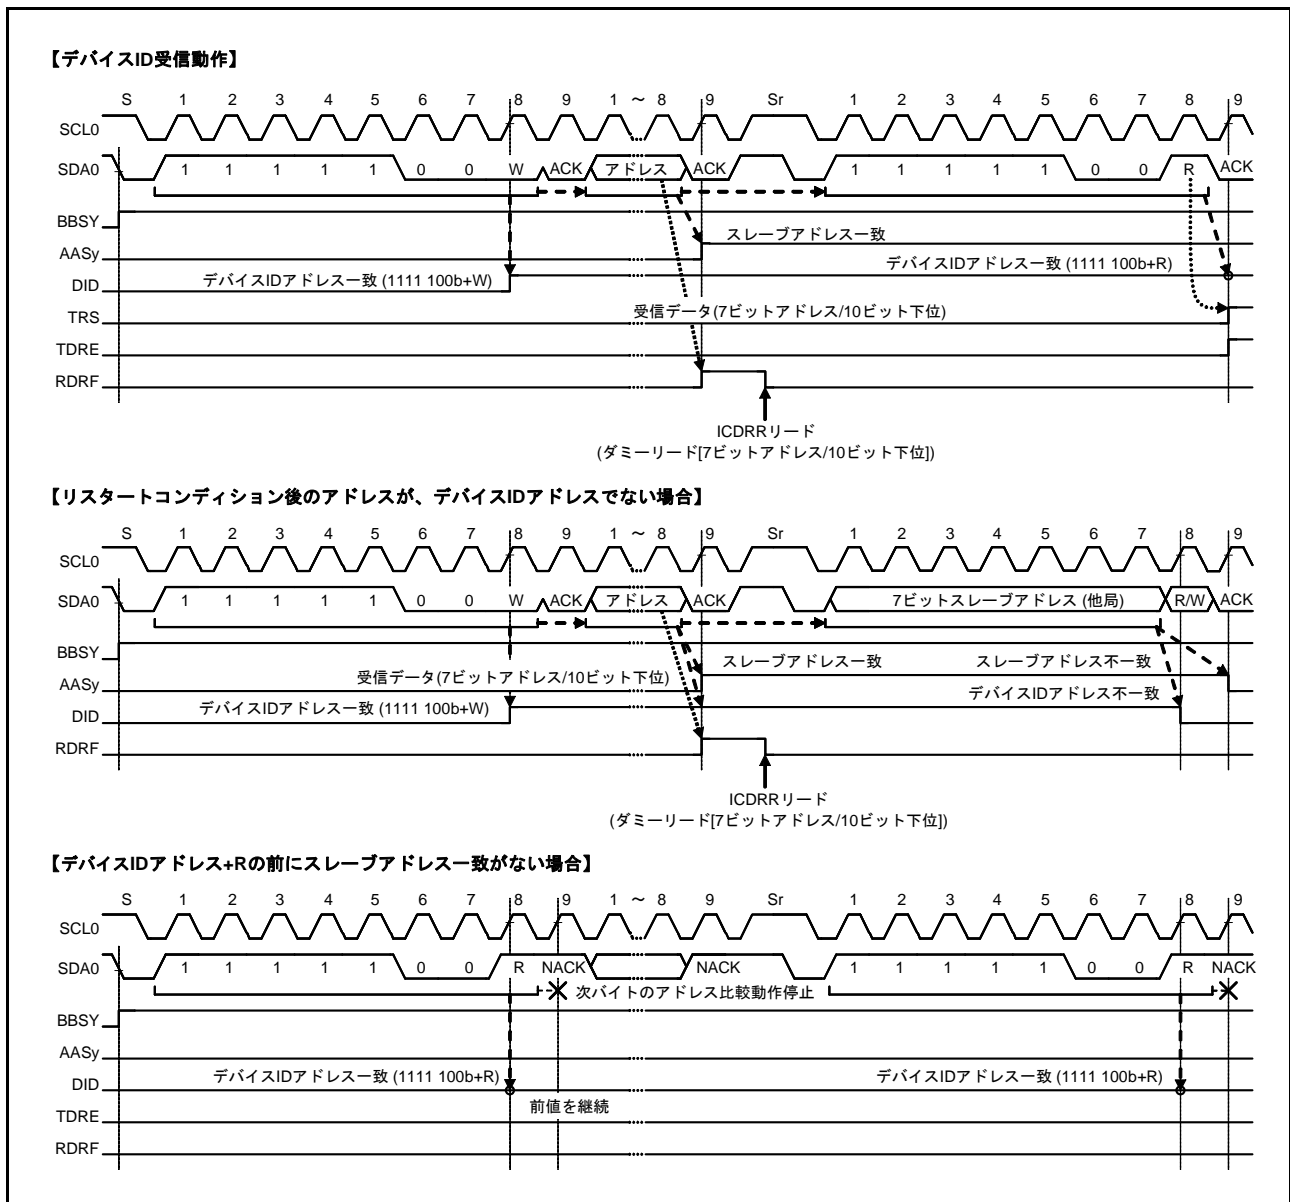 【デバイスID受信動作】
S 1 2 3 4 5 6 7 8 9 1 ~ 8 9 Sr 1 2 3 4 5 6 7 8 9
SCL0
SDA0 1 1 1 1 1 0 0 W ACK アドレス ACK 1 1 1 1 1 0 0 R ACK
BBSY
スレーブアドレス一致
AASy
デバイスIDアドレス一致 (1111 100b+R)
デバイスIDアドレス一致 (1111 100b+W)
DID
受信データ(7ビットアドレス/10ビット下位)
TRS
TDRE
RDRF
ICDRRリード
(ダミーリード[7ビットアドレス/10ビット下位])
【リスタートコンディション後のアドレスが、デバイスIDアドレスでない場合】
S 1 2 3 4 5 6 7 8 9 1 ~ 8 9 Sr 1 2 3 4 5 6 7 8 9
SCL0
SDA0 1 1 1 1 1 0 0 W ACK アドレス ACK 7ビットスレーブアドレス (他局) R/W ACK
BBSY
スレーブアドレス一致 スレーブアドレス不一致
受信データ(7ビットアドレス/10ビット下位)
AASy
デバイスIDアドレス不一致
デバイスIDアドレス一致 (1111 100b+W)
DID
RDRF
ICDRRリード
(ダミーリード[7ビットアドレス/10ビット下位])
【デバイスIDアドレス+Rの前にスレーブアドレス一致がない場合】
S 1 2 3 4 5 6 7 8 9 1 ~ 8 9 Sr 1 2 3 4 5 6 7 8 9
SCL0
SDA0 1 1 1 1 1 0 0 R NACK NACK 1 1 1 1 1 0 0 R NACK
次バイトのアドレス比較動作停止
BBSY
AASy
デバイスIDアドレス一致 (1111 100b+R) デバイスIDアドレス一致 (1111 100b+R)
DID
前値を継続
TDRE
RDRF